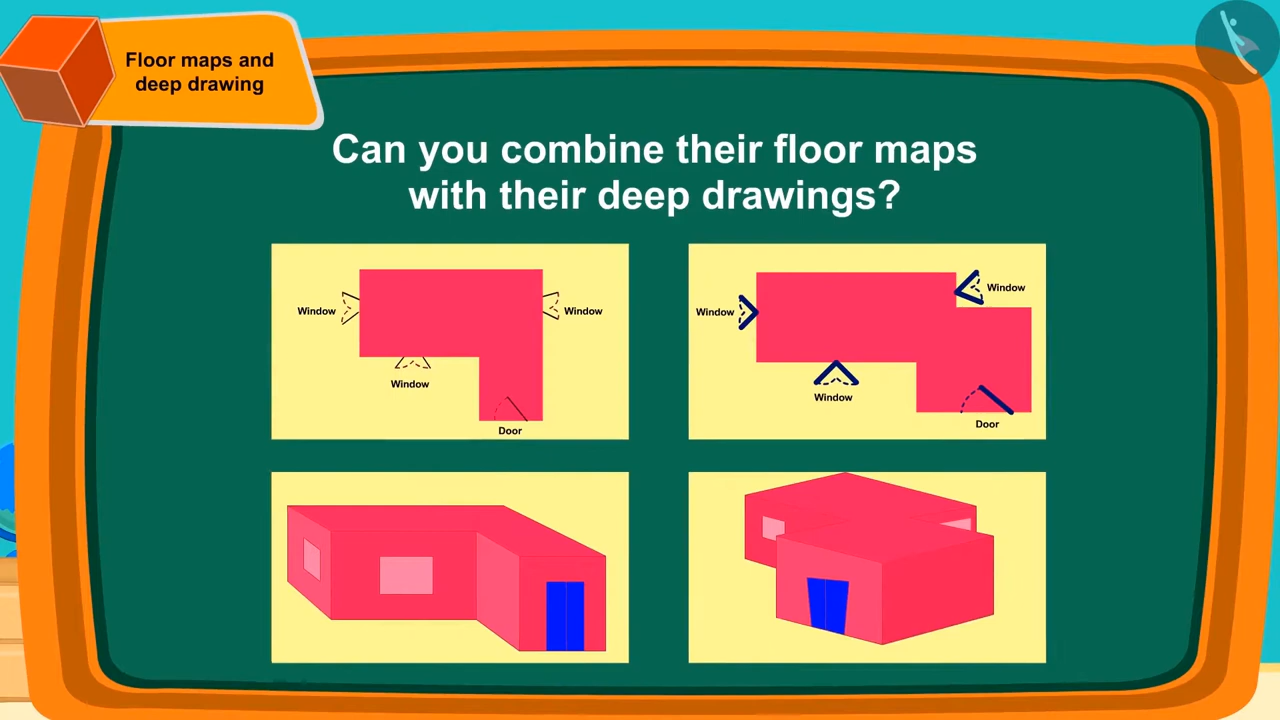 Floor maps and
deep drawing
Can you combine their floor maps
with their deep drawings?
Window
Window
Window
Door
Window
Window
Window
Door